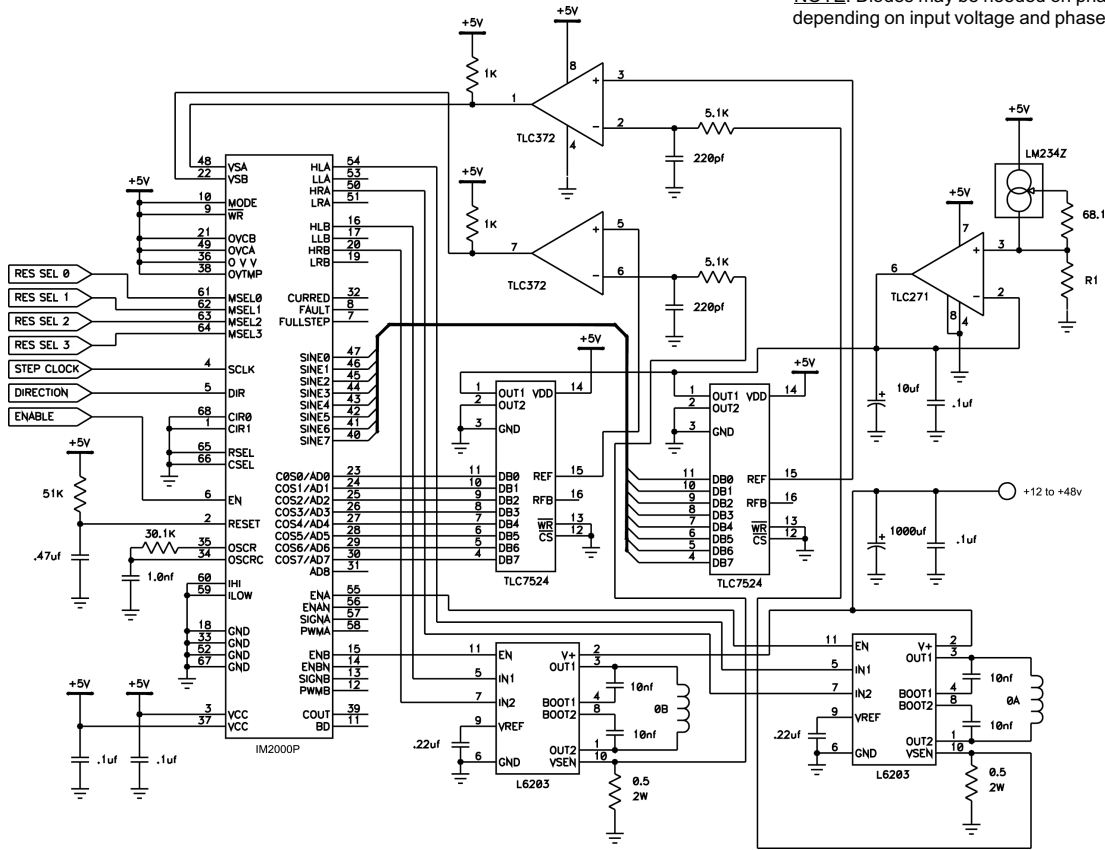 NOTE: Diodes may be needed on pha
depending on input voltage and phase
+5V
+5V
8
1K
3
+
1
2
-
5.1K
TLC372
4
220pf
+5V
LM234Z
68.1
+5V
7
3
+
6
2
-
TLC271
8
4
R1
+5V
1K
5
+
7
6
-
5.1K
TLC372
220pf
+5V
48 VSA
22 VSB
10 MODE
9 WR
21 OVCB
49 OVCA
36 O V V
38 OVTMP
RES SEL 0 61 MSEL0
RES SEL 1 62 MSEL1
RES SEL 2 63 MSEL2
RES SEL 3 64 MSEL3
STEP CLOCK 4 SCLK
DIRECTION 5 DIR
ENABLE
68 CIR0
1 CIR1
65 RSEL
66 CSEL
6 EN
+5V
51K
2 RESET
.47uf
30.1K
35 OSCR
34 OSCRC
1.0nf
60 IHI
59 ILOW
18 GND
33 GND
52 GND
67 GND
3 VCC
37 VCC
+5V
+5V
.1uf
.1uf
HLA 54
LLA 53
HRA 50
LRA 51
HLB 16
LLB 17
HRB 20
LRB 19
CURRED 32
FAULT 8
FULLSTEP 7
SINE0 47
SINE1 46
SINE2 45
SINE3 44
SINE4 43
SINE5 42
SINE6 41
SINE7 40
C0S0/AD0 23
COS1/AD1 24
COS2/AD2 25
COS3/AD3 26
COS4/AD4 27
COS5/AD5 28
COS6/AD6 29
COS7/AD7 30
AD8 31
ENA 55
ENAN 56
SIGNA 57
PWMA 58
ENB 15
ENBN 14
SIGNB 13
PWMB 12
COUT 39
BD 11
IM2000P
+5V
1 OUT1 VDD 14
2 OUT2
3 GND
11 DB0 REF 15
10 DB1
9 DB2 RFB 16
8 DB3
7 DB4
6 DB5 WR 13
5 DB6 CS 12
4 DB7
TLC7524
+5V
1 OUT1 VDD 14
2 OUT2
3 GND
11 DB0 REF 15
10 DB1
9 DB2 RFB 16
8 DB3
7 DB4
6 DB5 WR 13
5 DB6 CS 12
4 DB7
TLC7524
+
10uf
.1uf
+12 to +48v
+
1000uf
.1uf
11 EN V+ 2
OUT1 3
5 IN1
BOOT1 4
7 IN2 BOOT2 8
9 VREF
OUT2 1
6 GND VSEN 10
L6203
10nf
10nf
0B
.22uf
0.5
2W
11 EN V+ 2
OUT1 3
5 IN1
BOOT1 4
7 IN2 BOOT2 8
9 VREF
OUT2 1
6 GND VSEN 10
L6203
10nf
10nf
0A
.22uf
0.5
2W